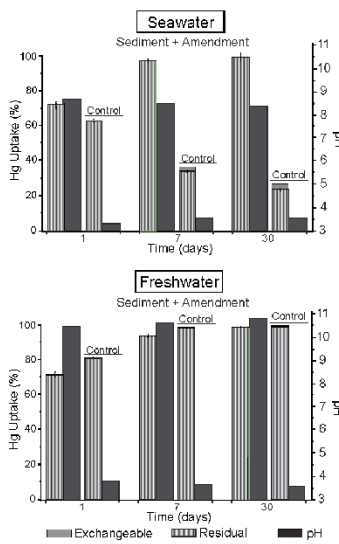 Seawater
Sediment + Amendment
Hg Uptake (%)
100
80
60
40
20
0
11
10
9
8
7
6
5
4
3
pH
Control
Control
Control
1
7
30
Time (days)
Freshwater
Sediment + Amendment
Hg Uptake (%)
100
80
60
40
20
0
11
10
9
8
7
6
5
4
3
pH
Control
Control
Control
1
7
30
Time (days)
Exchangeable
Residual
pH